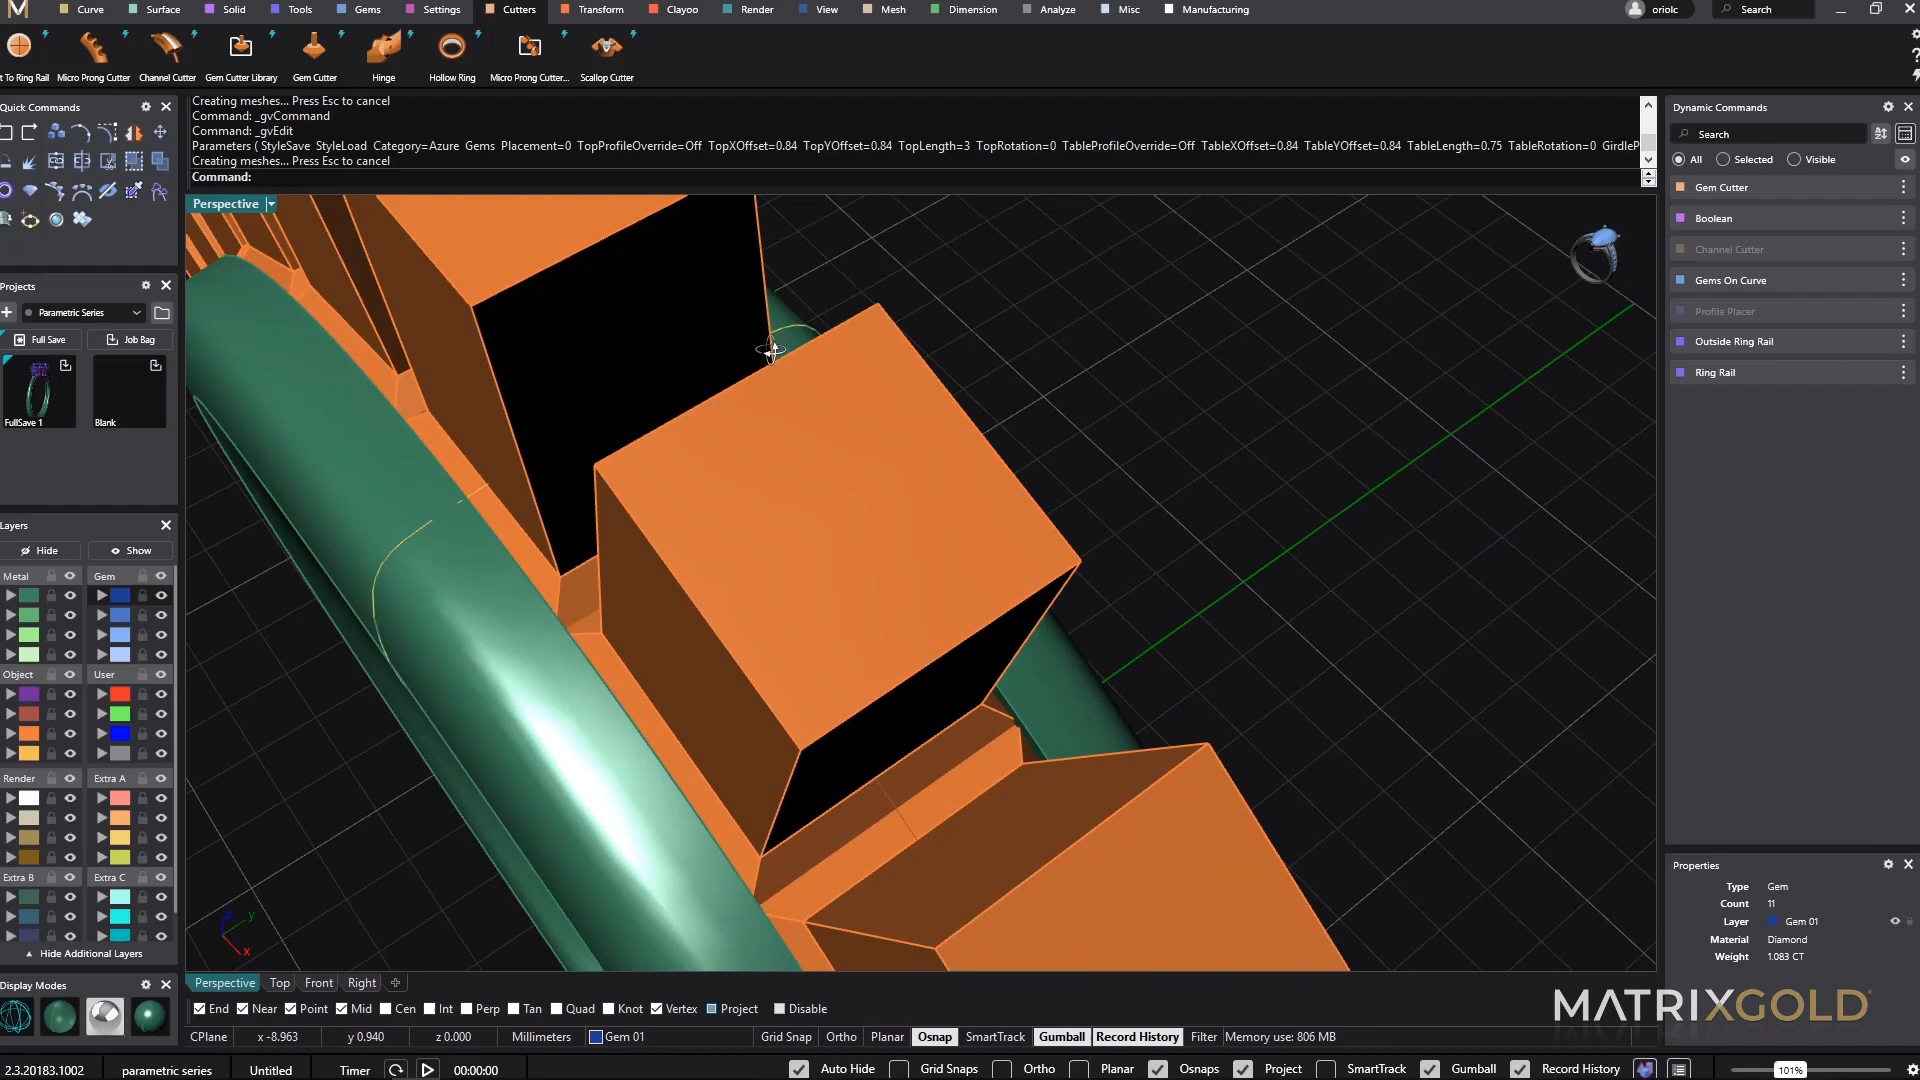 Curve Surface Solid Tools Gems Settings Cutters Transform Clayoo Render View Mesh Dimension Analyze Misc Manufacturing oriolc Search
t To Ring Rail Micro Prong Cutter Channel Cutter Gem Cutter Library Gem Cutter Hinge Hollow Ring Micro Prong Cutter... Scallop Cutter
Quick Commands
Creating meshes... Press Esc to cancel
Command: _gvCommand
Command: _gvEdit
Parameters ( StyleSave StyleLoad Category=Azure Gems Placement=0 TopProfileOverride=Off TopXOffset=0.84 TopYOffset=0.84 TopLength=3 TopRotation=0 TableProfileOverride=Off TableXOffset=0.84 TableYOffset=0.84 TableLength=0.75 TableRotation=0 GirdleP
Creating meshes... Press Esc to cancel
Command:
Perspective
Projects
Parametric Series
Full Save Job Bag
FullSave 1 Blank
Layers
Hide Show
Metal Gem
Object User
Render Extra A
Extra B Extra C
Hide Additional Layers
Display Modes
z y
x
Dynamic Commands
Search
All Selected Visible
Gem Cutter
Boolean
Channel Cutter
Gems On Curve
Profile Placer
Outside Ring Rail
Ring Rail
Properties
Type Gem
Count 11
Layer Gem 01
Material Diamond
Weight 1.083 CT
MATRIXGOLD
Perspective Top Front Right
End Near Point Mid Cen Int Perp Tan Quad Knot Vertex Project Disable
CPlane x -8.963 y 0.940 z 0.000 Millimeters Gem 01 Grid Snap Ortho Planar Osnap SmartTrack Gumball Record History Filter Memory use: 806 MB
2.3.20183.1002 parametric series Untitled Timer 00:00:00 Auto Hide Grid Snaps Ortho Planar Osnaps Project SmartTrack Gumball Record History 101%